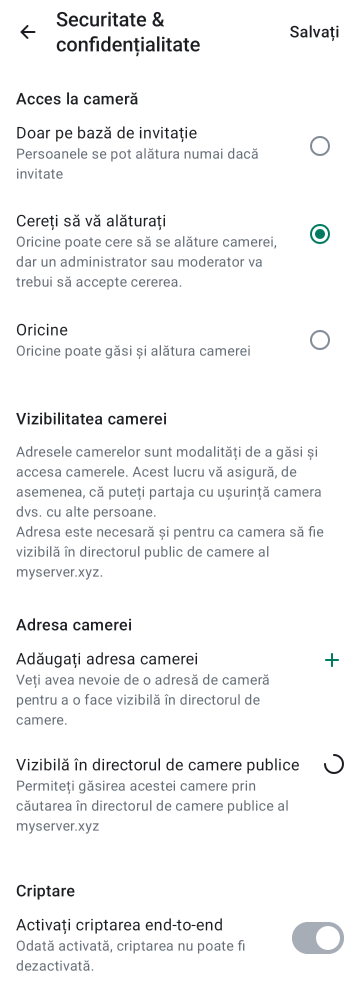 Securitate &
confidențialitate
Salvați
Acces la cameră
Doar pe bază de invitație
Persoanele se pot alătura numai dacă
invitate
Cereți să vă alăturați
Oricine poate cere să se alăture camerei,
dar un administrator sau moderator va
trebui să accepte cererea.
Oricine
Oricine poate găsi și alătura camerei
Vizibilitatea camerei
Adresele camerelor sunt modalități de a găsi și
accesa camerele. Acest lucru vă asigură, de
asemenea, că puteți partaja cu ușurință camera
dvs. cu alte persoane.
Adresa este necesară și pentru ca camera să fie
vizibilă în directorul public de camere al
myserver.xyz.
Adresa camerei
Adăugați adresa camerei
Veți avea nevoie de o adresă de cameră
pentru a o face vizibilă în directorul de
camere.
Vizibilă în directorul de camere publice
Permiteți găsirea acestei camere prin
căutarea în directorul de camere publice al
myserver.xyz
Criptare
Activați criptarea end-to-end
Odată activată, criptarea nu poate fi
dezactivată.